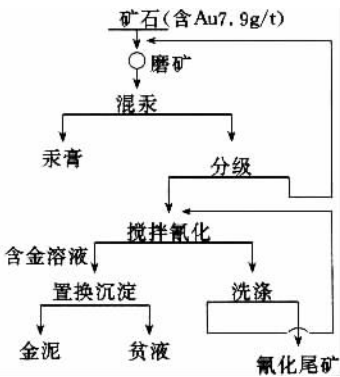 矿石(含Au7.9g/t)
磨矿
混汞
汞膏
分级
搅拌氰化
含金溶液
置换沉淀
洗涤
金泥
贫液
氰化尾矿